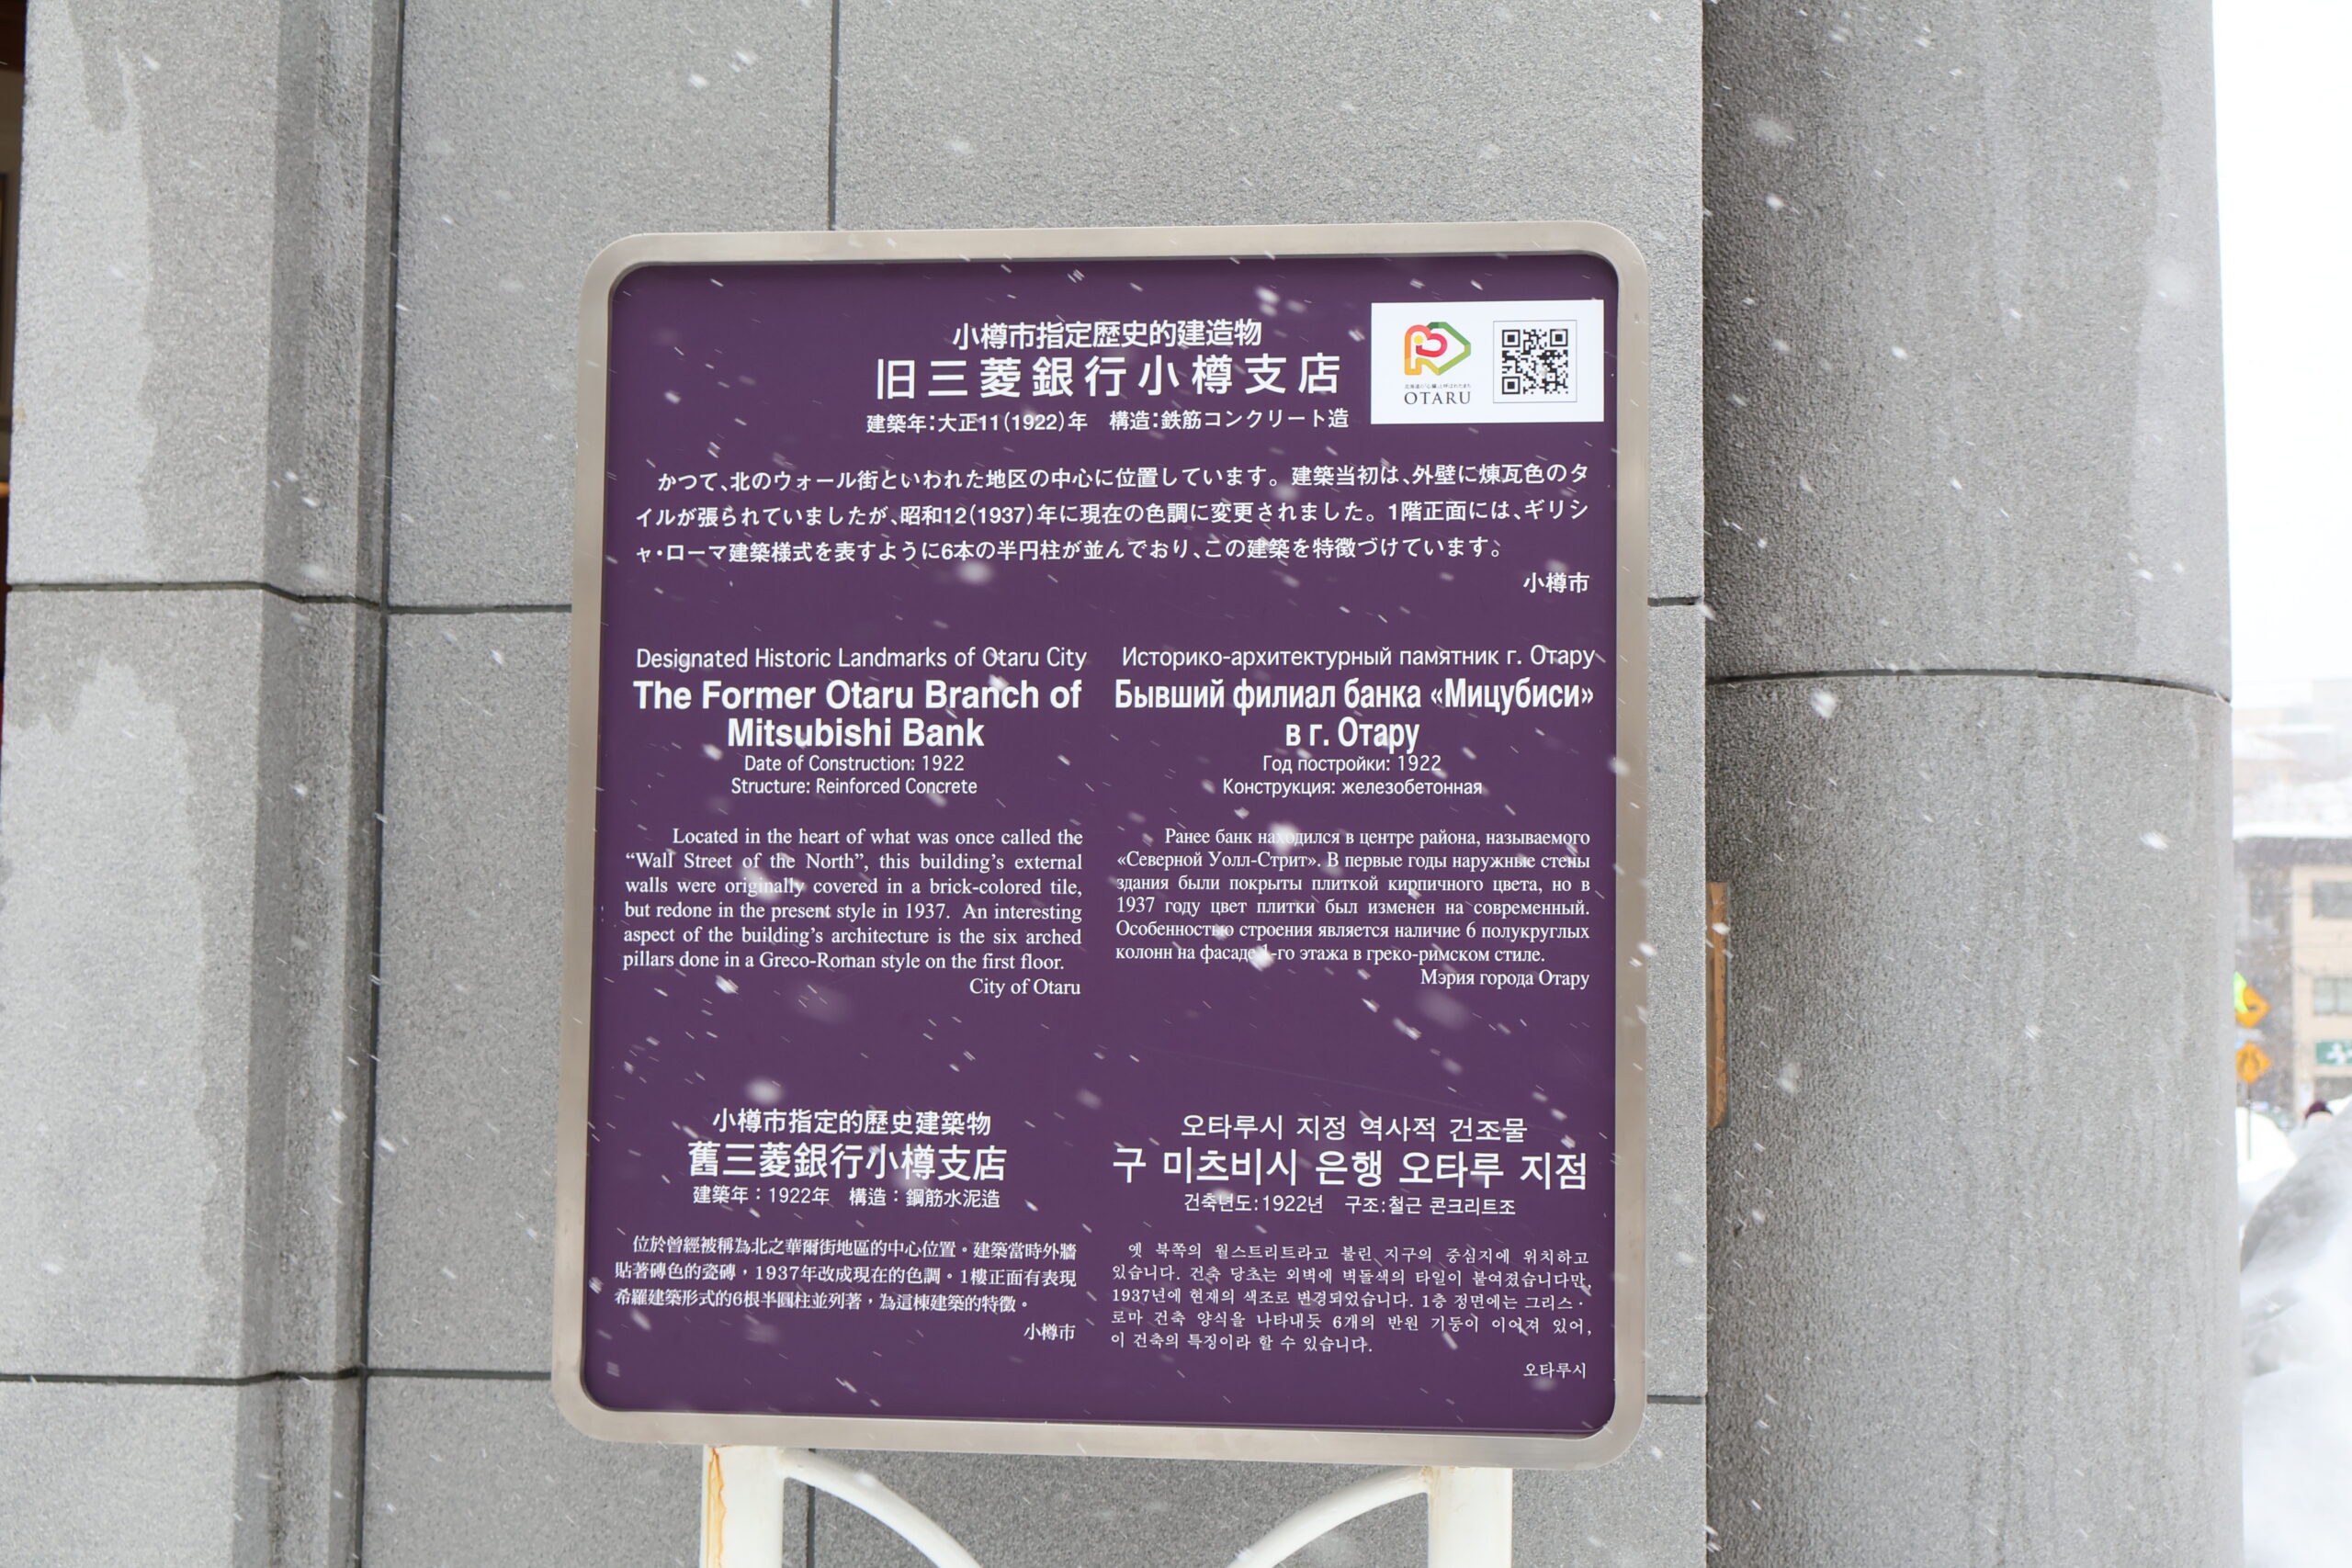 小樽市指定歴史的建造物
旧三菱銀行小樽支店
建築年：大正11（1922）年　構造：鉄筋コンクリート造
OTARU
かつて、北のウォール街といわれた地区の中心に位置しています。建築当初は、外壁に煉瓦色のタ
イルが張られていましたが、昭和12（1937）年に現在の色調に変更されました。1階正面には、ギリシ
ャ・ローマ建築様式を表すように6本の半円柱が並んでおり、この建築を特徴づけています。
小樽市
Designated Historic Landmarks of Otaru City
The Former Otaru Branch of
Mitsubishi Bank
Date of Construction: 1922
Structure: Reinforced Concrete
Located in the heart of what was once called the
“Wall Street of the North”, this building’s external
walls were originally covered in a brick-colored tile,
but redone in the present style in 1937. An interesting
aspect of the building’s architecture is the six arched
pillars done in a Greco-Roman style on the first floor.
City of Otaru
Историко-архитектурный памятник г. Отару
Бывший филиал банка «Мицубиси»
в г. Отару
Год постройки: 1922
Конструкция: железобетонная
Ранее банк находился в центре района, называемого
«Северной Уолл-Стрит». В первые годы наружные стены
здания были покрыты плиткой кирпичного цвета, но в
1937 году цвет плитки был изменен на современный.
Особенностью строения является наличие 6 полукруглых
колонн на фасаде 1-го этажа в греко-римском стиле.
Мэрия города Отару
小樽市指定的歷史建築物
舊三菱銀行小樽支店
建築年：1922年　構造：鋼筋水泥造
位於曾經被稱為北之華爾街地區的中心位置。建築當時外牆
貼著磚色的瓷磚，1937年改成現在的色調。1樓正面有表現
希羅建築形式的6根半圓柱並列著，為這棟建築的特徵。
小樽市
오타루시 지정 역사적 건조물
구 미츠비시 은행 오타루 지점
건축년도:1922년　구조:철근 콘크리트조
옛 북쪽의 월스트리트라고 불린 지구의 중심지에 위치하고
있습니다. 건축 당초는 외벽에 벽돌색의 타일이 붙여졌습니다만,
1937년에 현재의 색조로 변경되었습니다. 1층 정면에는 그리스·
로마 건축 양식을 나타내듯 6개의 반원 기둥이 이어져 있어,
이 건축의 특징이라 할 수 있습니다.
오타루시